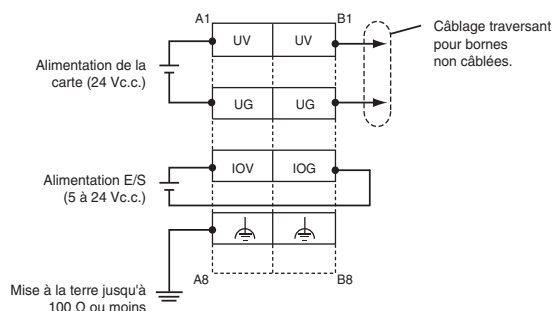 A1
B1
UV
UV
Câblage traversant
pour bornes
non câblées.
Alimentation de la
carte (24 Vc.c.)
UG
UG
IOV
IOG
Alimentation E/S
(5 à 24 Vc.c.)
A8
B8
Mise à la terre jusqu'à
100 Ω ou moins